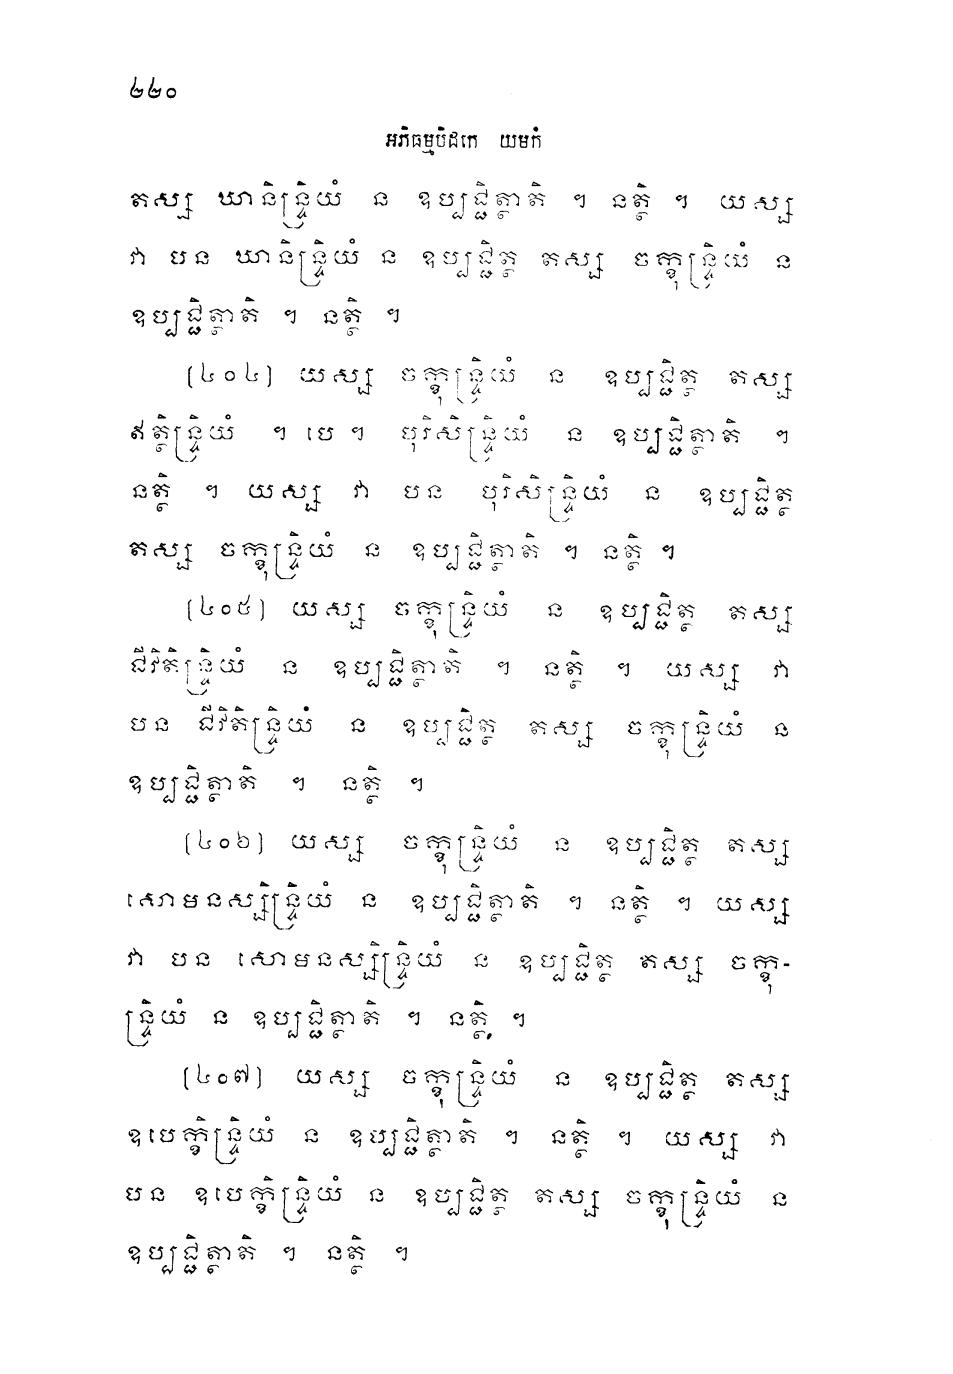 ២២០
អភិធម្មបិដកេ យមកំ
តស្ស ឃានិន្ទ្រិយំ ន ឧប្បជ្ជិត្ថាតិ ។ នត្ថិ ។ យស្ស
វា បន ឃានិន្ទ្រិយំ ន ឧប្បជ្ជិត្ថ តស្ស ចក្ខុន្ទ្រិយំ ន
ឧប្បជ្ជិត្ថាតិ ។ នត្ថិ ។
(៤០៤) យស្ស ចក្ខុន្ទ្រិយំ ន ឧប្បជ្ជិត្ថ តស្ស
ឥត្ថិន្ទ្រិយំ ។ បេ ។ បុរិសិន្ទ្រិយំ ន ឧប្បជ្ជិត្ថាតិ ។
នត្ថិ ។ យស្ស វា បន បុរិសិន្ទ្រិយំ ន ឧប្បជ្ជិត្ថ
តស្ស ចក្ខុន្ទ្រិយំ ន ឧប្បជ្ជិត្ថាតិ ។ នត្ថិ ។
(៤០៥) យស្ស ចក្ខុន្ទ្រិយំ ន ឧប្បជ្ជិត្ថ តស្ស
ជីវិតិន្ទ្រិយំ ន ឧប្បជ្ជិត្ថាតិ ។ នត្ថិ ។ យស្ស វា
បន ជីវិតិន្ទ្រិយំ ន ឧប្បជ្ជិត្ថ តស្ស ចក្ខុន្ទ្រិយំ ន
ឧប្បជ្ជិត្ថាតិ ។ នត្ថិ ។
(៤០៦) យស្ស ចក្ខុន្ទ្រិយំ ន ឧប្បជ្ជិត្ថ តស្ស
សោមនស្សិន្ទ្រិយំ ន ឧប្បជ្ជិត្ថាតិ ។ នត្ថិ ។ យស្ស
វា បន សោមនស្សិន្ទ្រិយំ ន ឧប្បជ្ជិត្ថ តស្ស ចក្ខុ-
ន្ទ្រិយំ ន ឧប្បជ្ជិត្ថាតិ ។ នត្ថិ ។
(៤០៧) យស្ស ចក្ខុន្ទ្រិយំ ន ឧប្បជ្ជិត្ថ តស្ស
ឧបេក្ខិន្ទ្រិយំ ន ឧប្បជ្ជិត្ថាតិ ។ នត្ថិ ។ យស្ស វា
បន ឧបេក្ខិន្ទ្រិយំ ន ឧប្បជ្ជិត្ថ តស្ស ចក្ខុន្ទ្រិយំ ន
ឧប្បជ្ជិត្ថាតិ ។ នត្ថិ ។